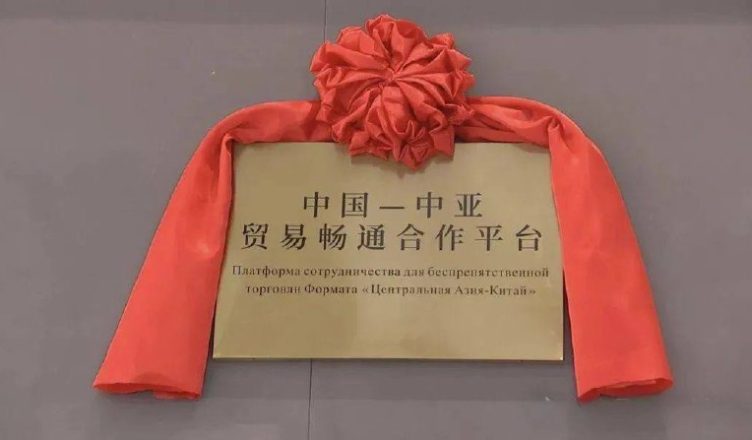 中国—中亚
贸易畅通合作平台
Платформа сотрудничества для беспрепятственной
торговли Формата «Центральная Азия-Китай»